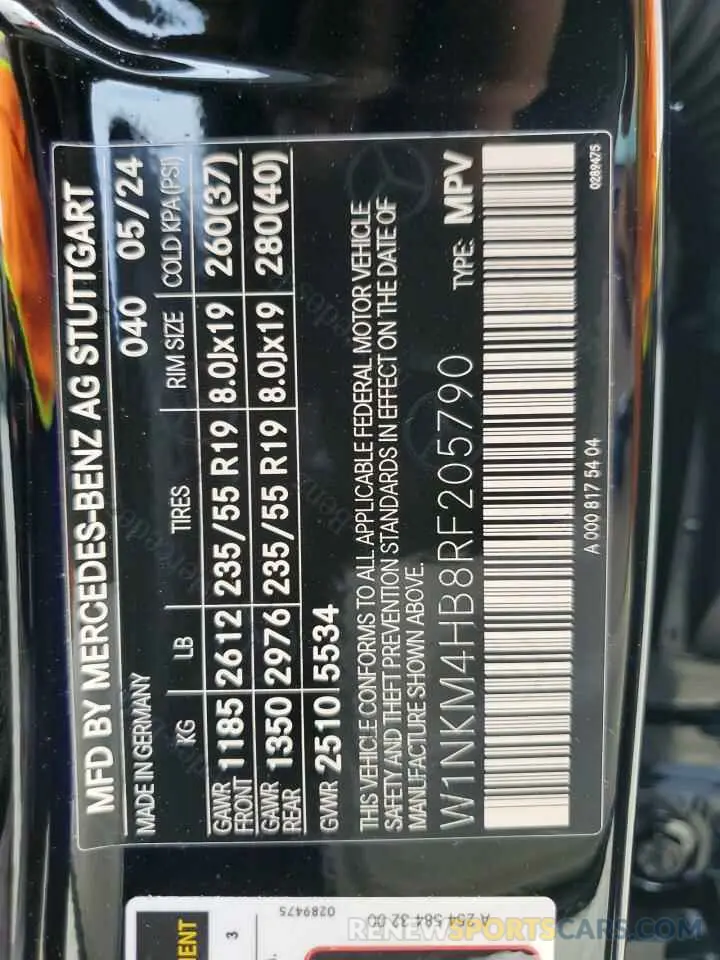 MFD BY MERCEDES-BENZ AG STUTTGART
MADE IN GERMANY 040 05/24
KG LB TIRES RIM SIZE COLD KPA(PSI)
GAWR FRONT 1185 2612 235/55 R19 8.0Jx19 260(37)
GAWR REAR 1350 2976 235/55 R19 8.0Jx19 280(40)
GVWR 2510 5534
THIS VEHICLE CONFORMS TO ALL APPLICABLE FEDERAL MOTOR VEHICLE
SAFETY AND THEFT PREVENTION STANDARDS IN EFFECT ON THE DATE OF
MANUFACTURE SHOWN ABOVE.
W1NKM4HB8RF205790 TYPE: MPV
A 000 817 54 04 0289475
A 254 584 32 00
0289475
3
RENEWSPORTSCARS.COM